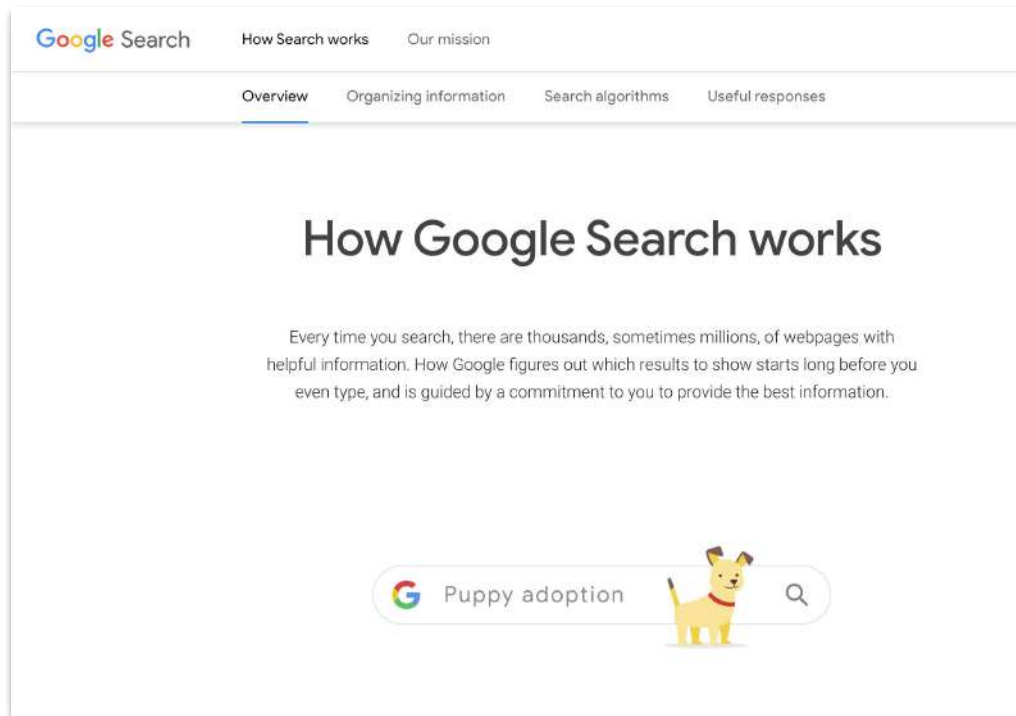 Google Search How Search works Our mission
Overview Organizing information Search algorithms Useful responses
How Google Search works
Every time you search, there are thousands, sometimes millions, of webpages with
helpful information. How Google figures out which results to show starts long before you
even type, and is guided by a commitment to you to provide the best information.
G Puppy adoption